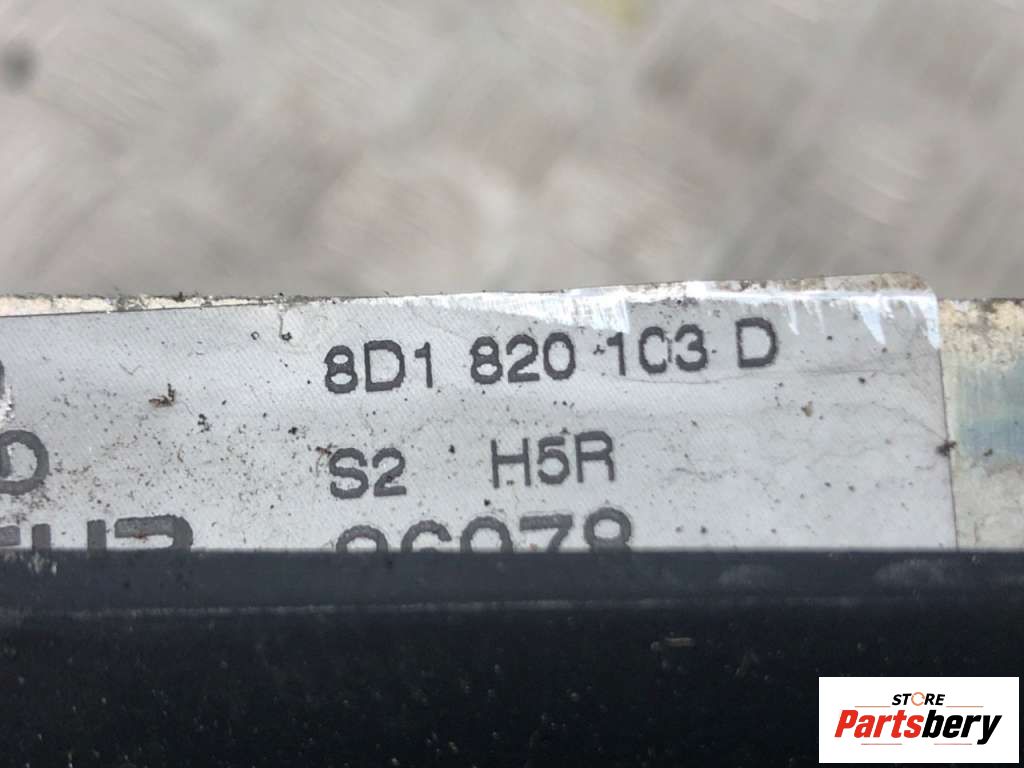 8D1 820 103 D
S2 H5R
STORE
Partsbery